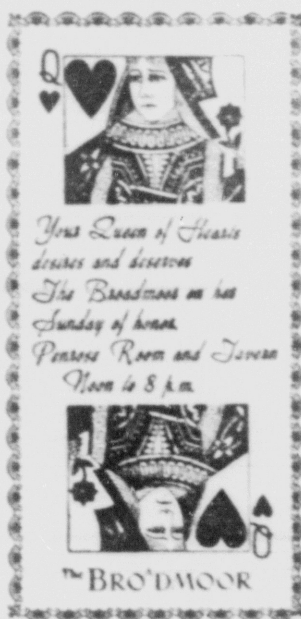 Q
Your Queen of Hearts
desires and deserves
The Broadmoor on her
Sunday of honor.
Penrose Room and Tavern
Noon to 8 p.m.
Q
The BROADMOOR